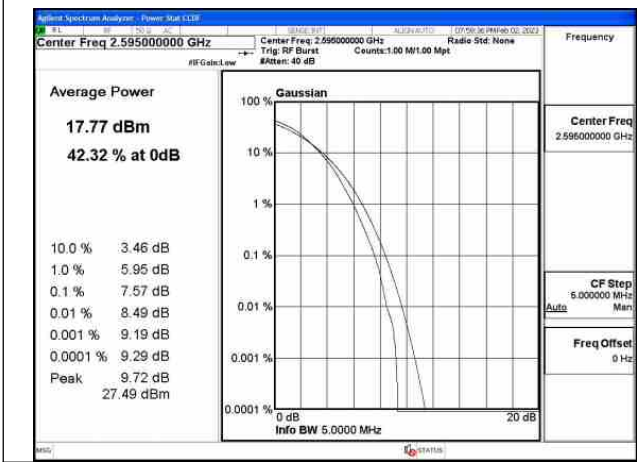 Agilent Spectrum Analyzer - Power Stat CCDF
RL RF 50 Ω AC SENSE:INT ALIGN AUTO 07:59:36 PM Feb 02, 2023
Center Freq 2.595000000 GHz
Center Freq: 2.595000000 GHz
Radio Std: None
Trig: RF Burst Counts:1.00 M/1.00 Mpt
#IFGain:Low
#Atten: 40 dB
Frequency
Average Power
17.77 dBm
42.32 % at 0dB
10.0 % 3.46 dB
1.0 % 5.95 dB
0.1 % 7.57 dB
0.01 % 8.49 dB
0.001 % 9.19 dB
0.0001 % 9.29 dB
Peak 9.72 dB
27.49 dBm
Gaussian
100 %
10 %
1 %
0.1 %
0.01 %
0.001 %
0.0001 %
0 dB 20 dB
Info BW 5.0000 MHz
Center Freq
2.595000000 GHz
CF Step
5.000000 MHz
Auto Man
Freq Offset
0 Hz
MSG STATUS